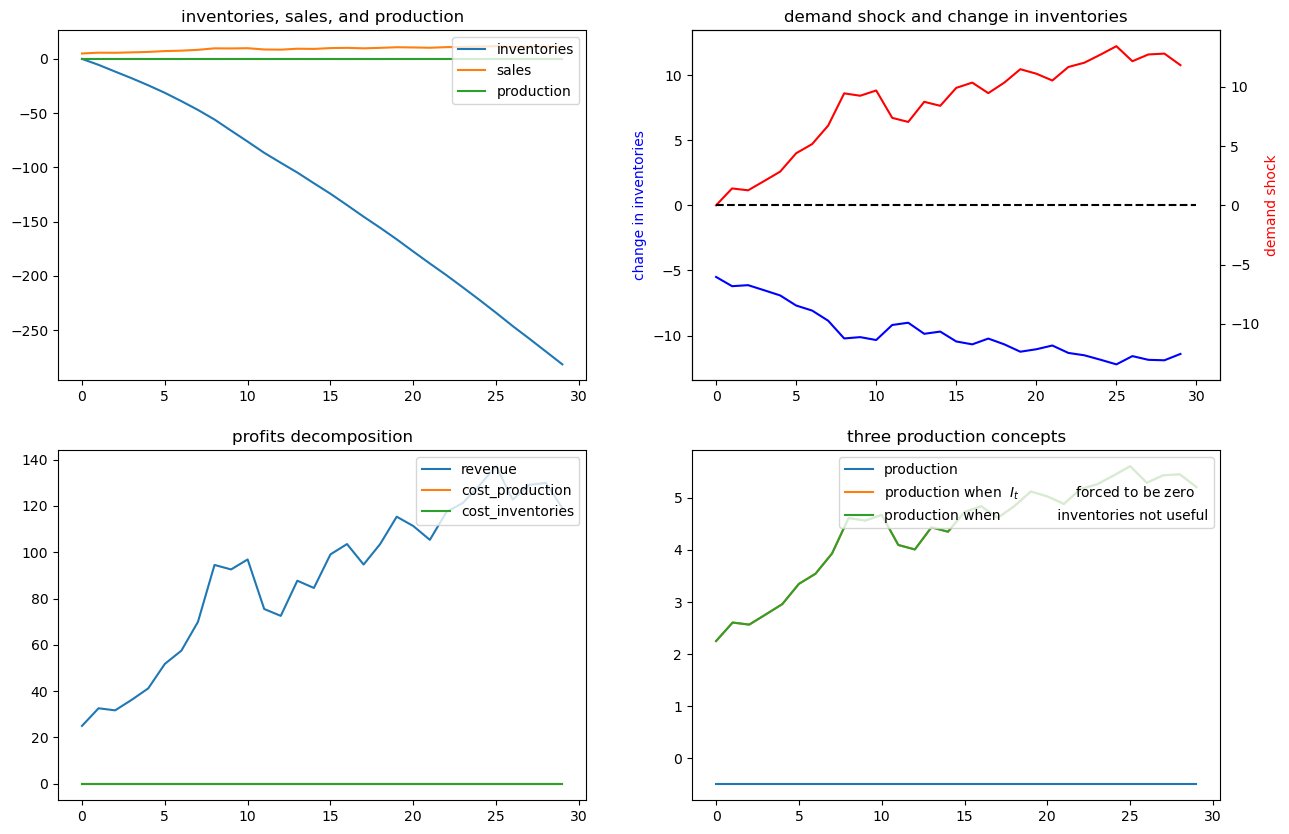 inventories, sales, and production
0
−50
−100
−150
−200
−250
0 5 10 15 20 25 30
inventories
sales
production
demand shock and change in inventories
change in inventories
10
5
0
−5
−10
0 5 10 15 20 25 30
10
5
0
−5
−10
demand shock
profits decomposition
140
120
100
80
60
40
20
0
0 5 10 15 20 25 30
revenue
cost_production
cost_inventories
three production concepts
5
4
3
2
1
0
0 5 10 15 20 25 30
production
production when I_t forced to be zero
production when inventories not useful